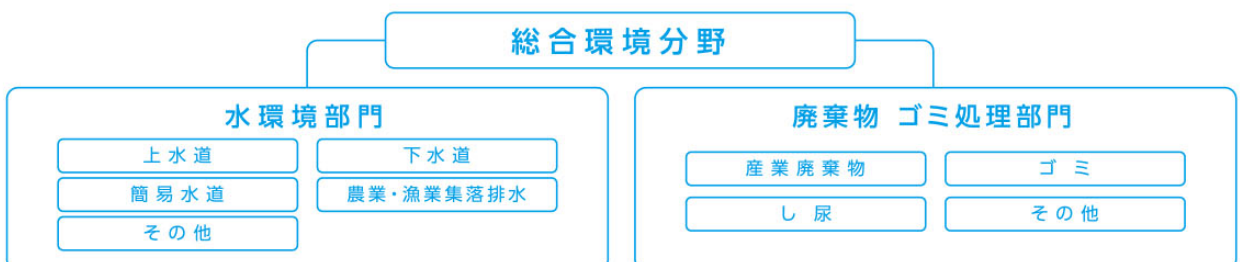 総合環境分野
水環境部門
上水道
下水道
簡易水道
農業・漁業集落排水
その他
廃棄物 ゴミ処理部門
産業廃棄物
ゴミ
し尿
その他